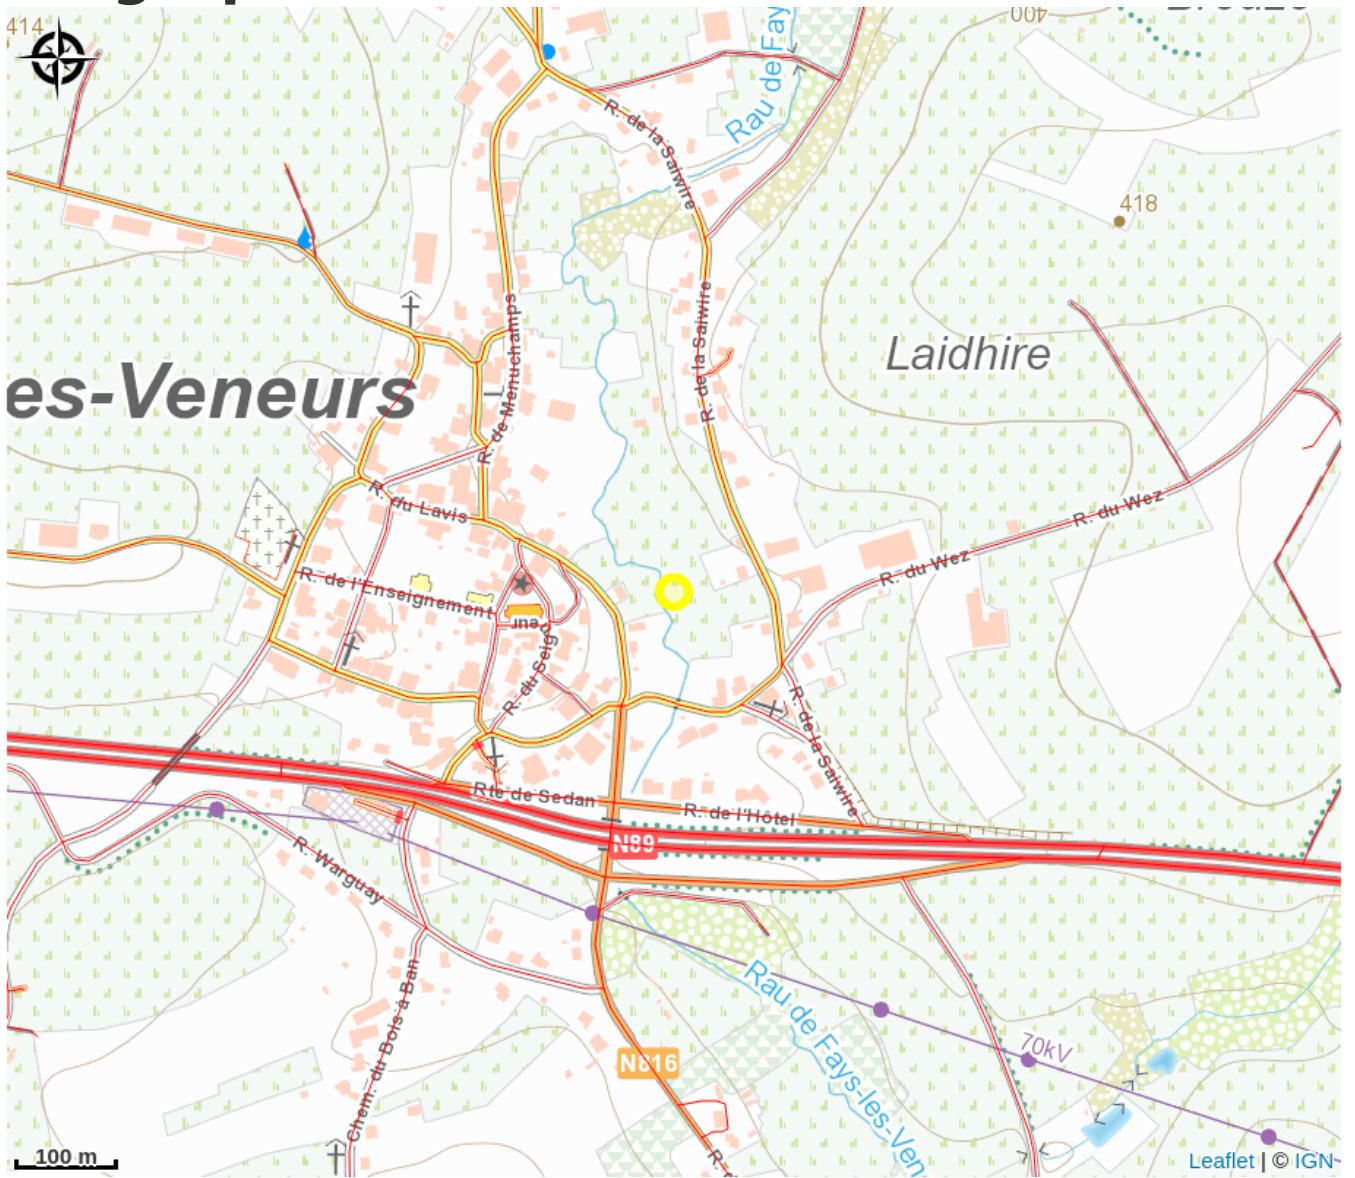 414
400
Rau de Fay
R. de la Saiwire
418
R. de Menuchamps
R. de la Saiwire
Laidhire
es-Veneurs
R. du Lavis
R. du Wez
R. du Wez
R. de l'Enseignement
R. du Seigneur
R. de la Saiwire
Rte de Sedan
R. de l'Hôtel
N89
R. Warguay
Chem. du Bois à Ban
Rau de Fays-les-Ven
70kV
N816
100 m
Leaflet | © IGN